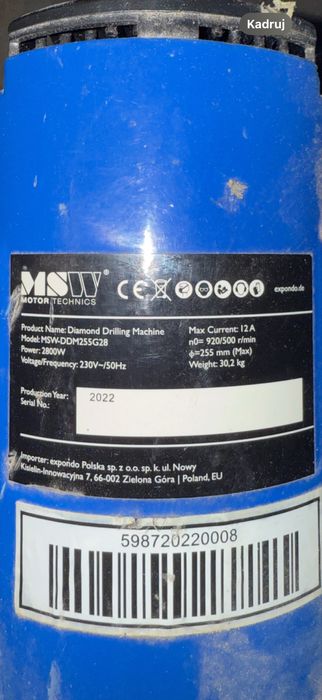 Kadruj
MSW®
MOTOR TECHNICS
CE
expondo.de
Product Name: Diamond Drilling Machine
Model: MSW-DDM255G28
Power: 2800W
Voltage/Frequency: 230V~/50Hz
Max Current: 12 A
n0= 920/500 r/min
ϕ=255 mm (Max)
Weight: 30,2 kg
Production Year: 2022
Serial No.:
Importer: expondo Polska sp. z o.o. sp. k. ul. Nowy
Kisielin-Innowacyjna 7, 66-002 Zielona Góra | Poland, EU
598720220008